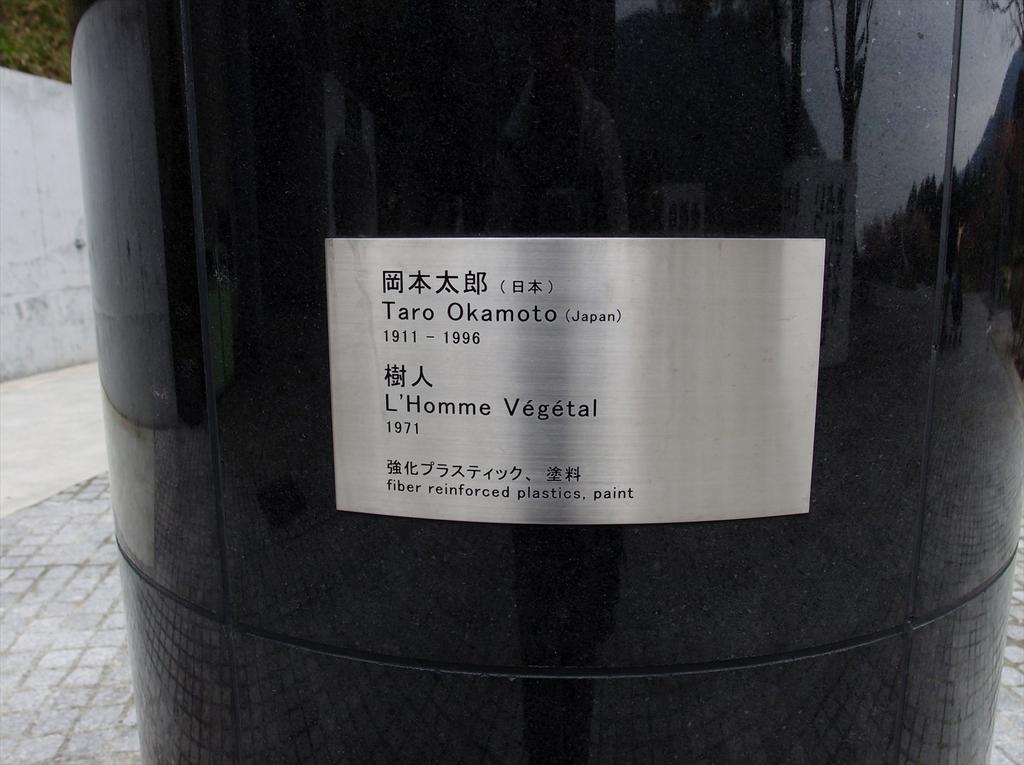 岡本太郎（日本）
Taro Okamoto (Japan)
1911 – 1996
樹人
L'Homme Végétal
1971
強化プラスティック、塗料
fiber reinforced plastics, paint